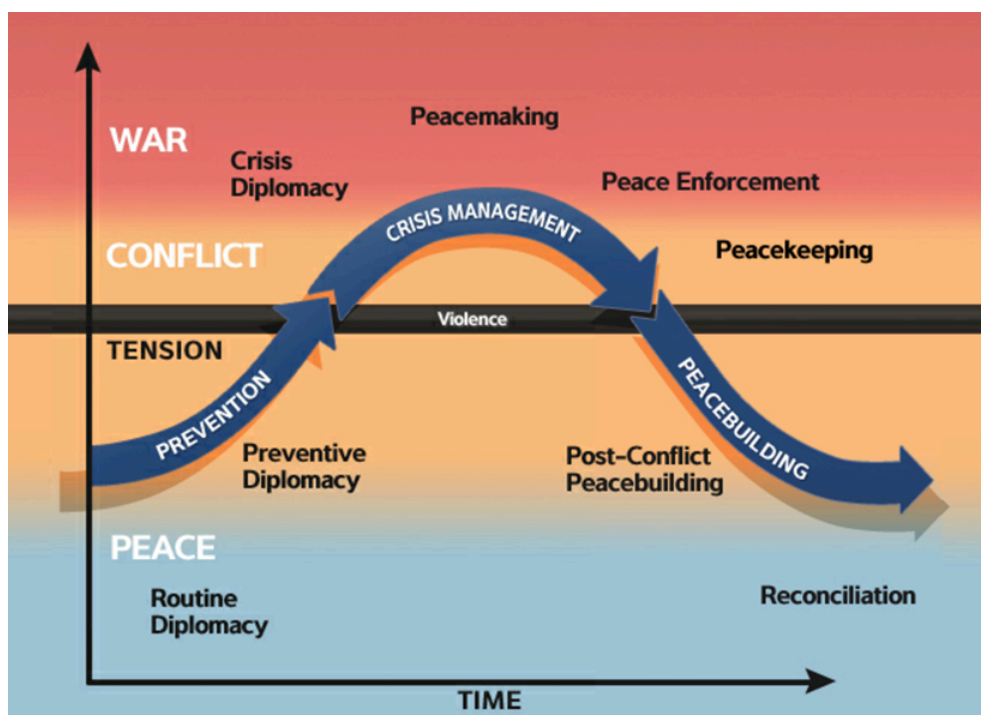 Peacemaking
WAR
Crisis
Diplomacy
Peace Enforcement
CRISIS MANAGEMENT
CONFLICT
Peacekeeping
Violence
TENSION
PREVENTION
PEACEBUILDING
Preventive
Diplomacy
Post-Conflict
Peacebuilding
PEACE
Routine
Diplomacy
Reconciliation
TIME